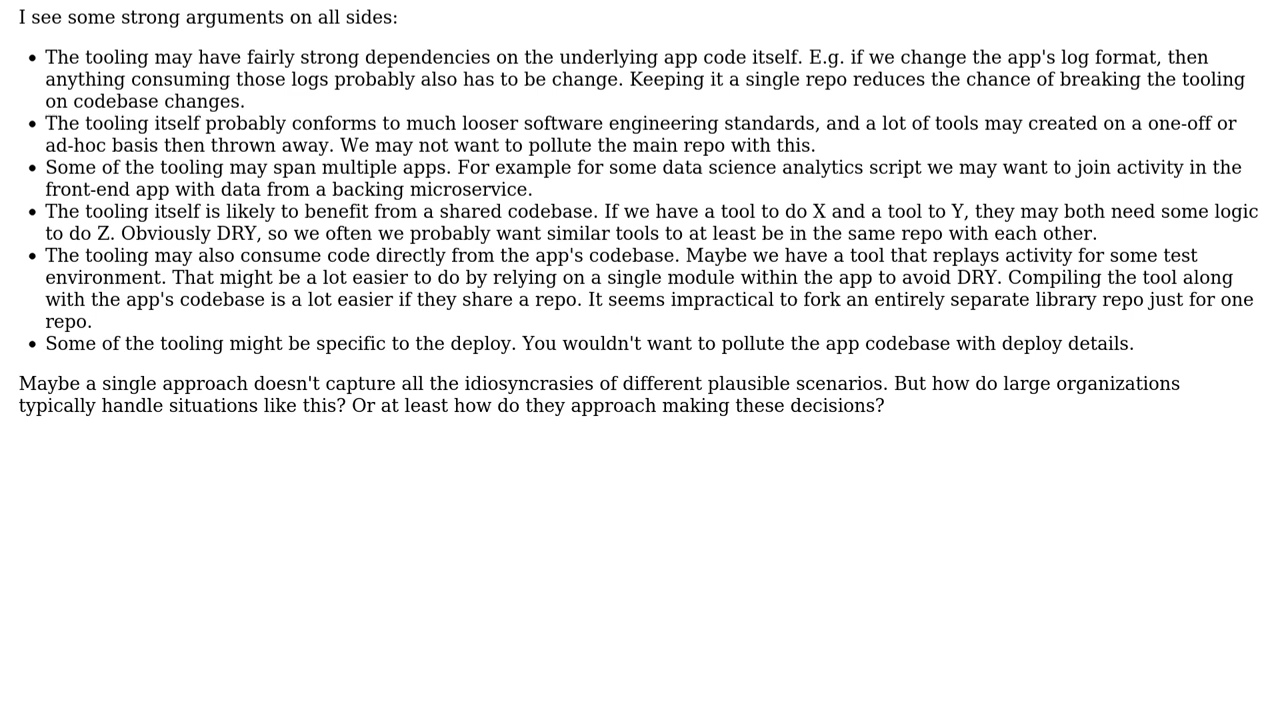 I see some strong arguments on all sides:
• The tooling may have fairly strong dependencies on the underlying app code itself. E.g. if we change the app's log format, then
anything consuming those logs probably also has to be change. Keeping it a single repo reduces the chance of breaking the tooling
on codebase changes.
• The tooling itself probably conforms to much looser software engineering standards, and a lot of tools may created on a one-off or
ad-hoc basis then thrown away. We may not want to pollute the main repo with this.
• Some of the tooling may span multiple apps. For example for some data science analytics script we may want to join activity in the
front-end app with data from a backing microservice.
• The tooling itself is likely to benefit from a shared codebase. If we have a tool to do X and a tool to Y, they may both need some logic
to do Z. Obviously DRY, so we often we probably want similar tools to at least be in the same repo with each other.
• The tooling may also consume code directly from the app's codebase. Maybe we have a tool that replays activity for some test
environment. That might be a lot easier to do by relying on a single module within the app to avoid DRY. Compiling the tool along
with the app's codebase is a lot easier if they share a repo. It seems impractical to fork an entirely separate library repo just for one
repo.
• Some of the tooling might be specific to the deploy. You wouldn't want to pollute the app codebase with deploy details.
Maybe a single approach doesn't capture all the idiosyncrasies of different plausible scenarios. But how do large organizations
typically handle situations like this? Or at least how do they approach making these decisions?